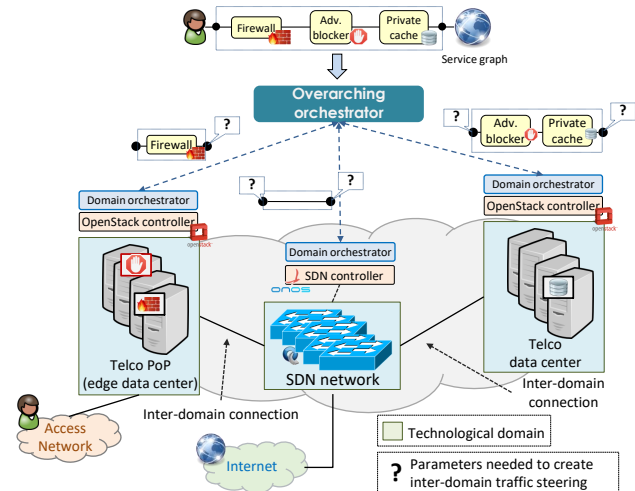 Firewall
Adv.
blocker
Private
cache
Service graph
Overarching
orchestrator
?
Firewall
?
Adv.
blocker
Private
cache
?
?
?
Domain orchestrator
OpenStack controller
openstack
Domain orchestrator
SDN controller
onos
Domain orchestrator
OpenStack controller
openstack
Telco PoP
(edge data center)
SDN network
Telco
data center
Inter-domain connection
Inter-domain
connection
Access
Network
Internet
Technological domain
? Parameters needed to create
inter-domain traffic steering